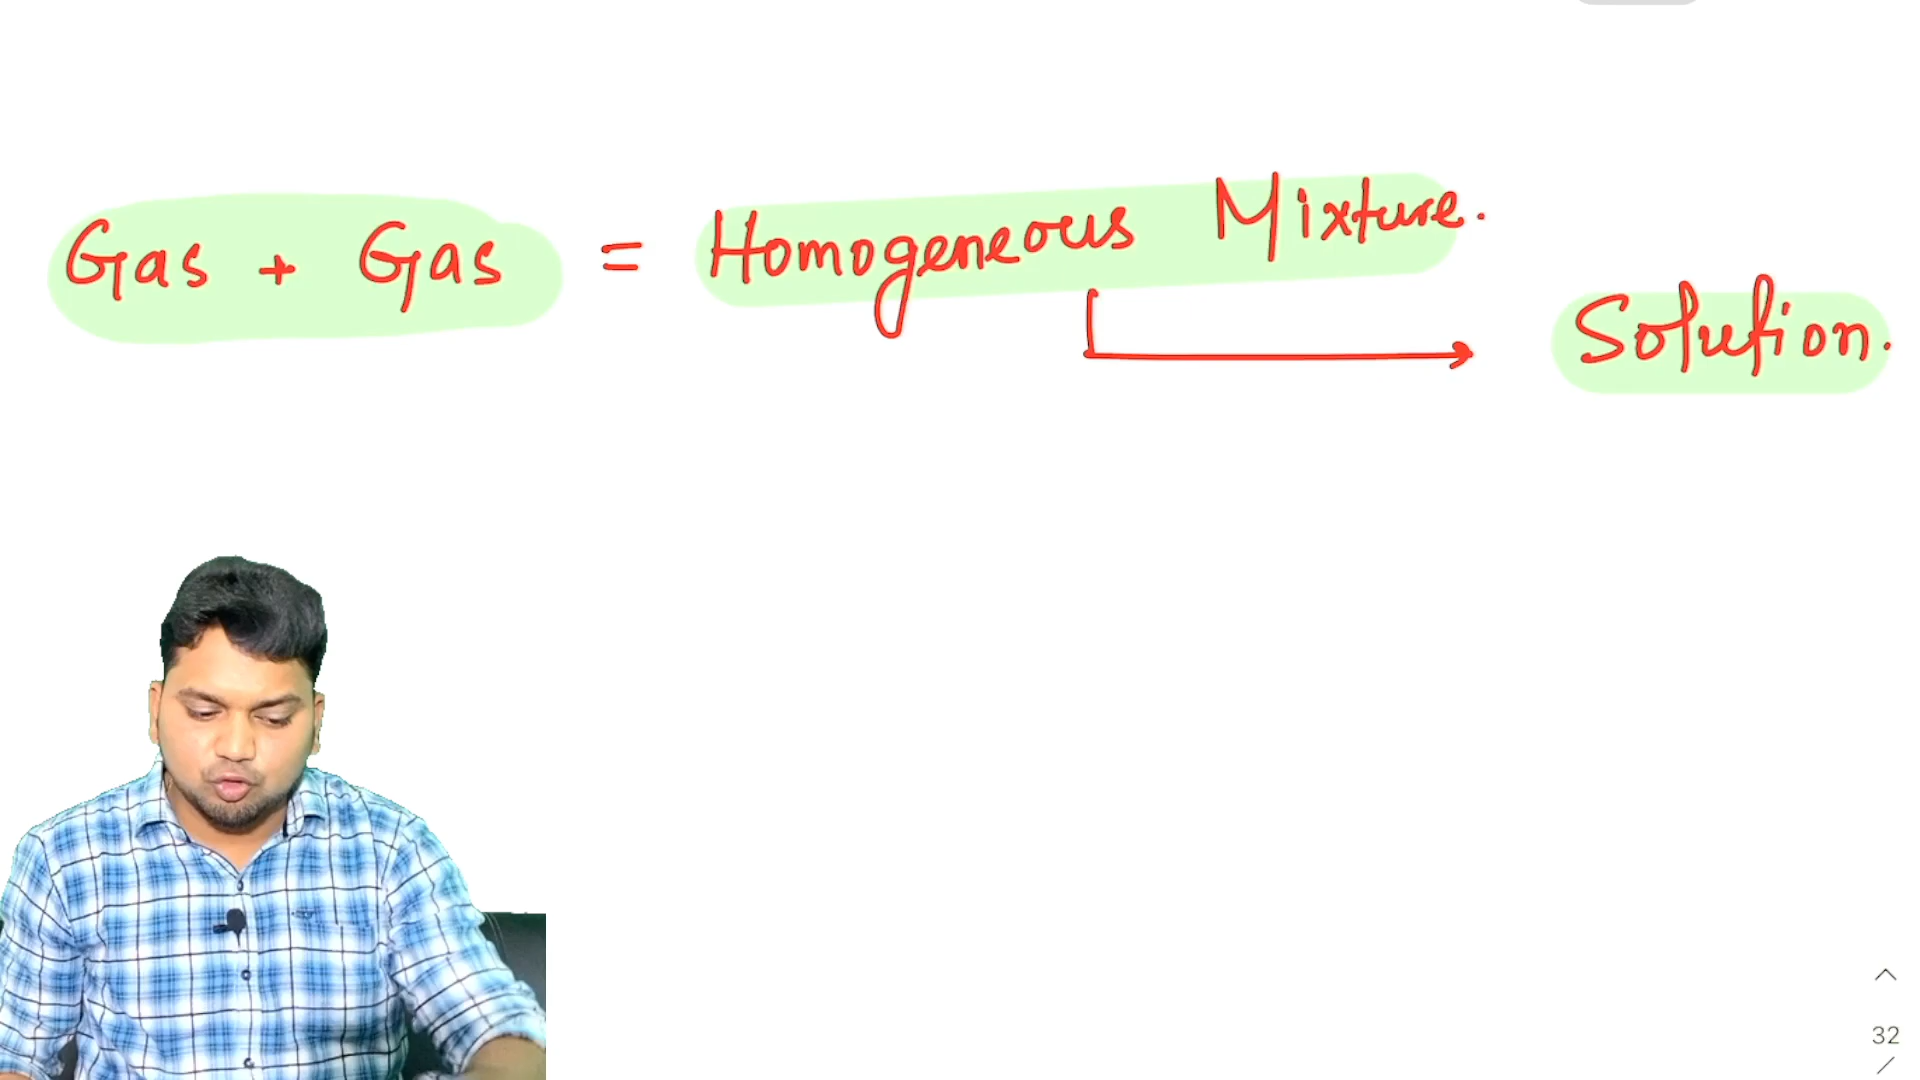 Gas + Gas = Homogeneous Mixture.
Solution.
32